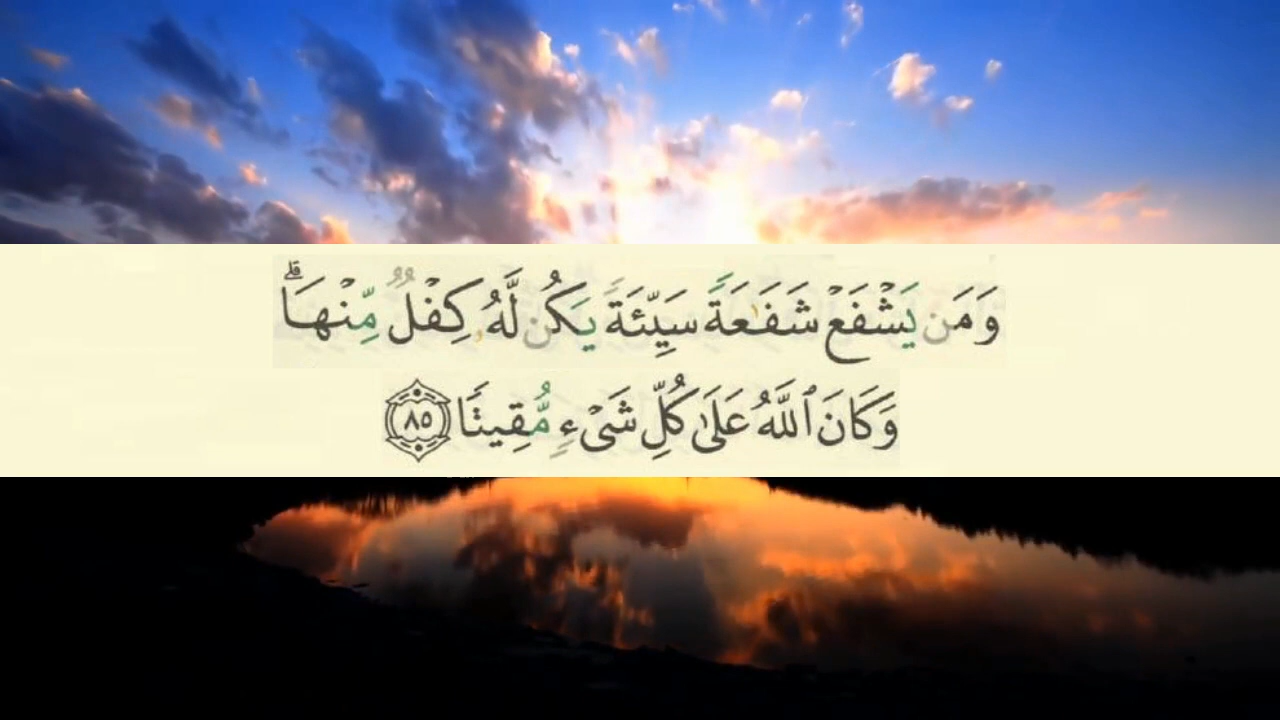 وَمَن يَشْفَعْ شَفَٰعَةً سَيِّئَةً يَكُن لَّهُۥ كِفْلٌ مِّنْهَا ۗ
وَكَانَ ٱللَّهُ عَلَىٰ كُلِّ شَىْءٍ مُّقِيتًا ٨٥